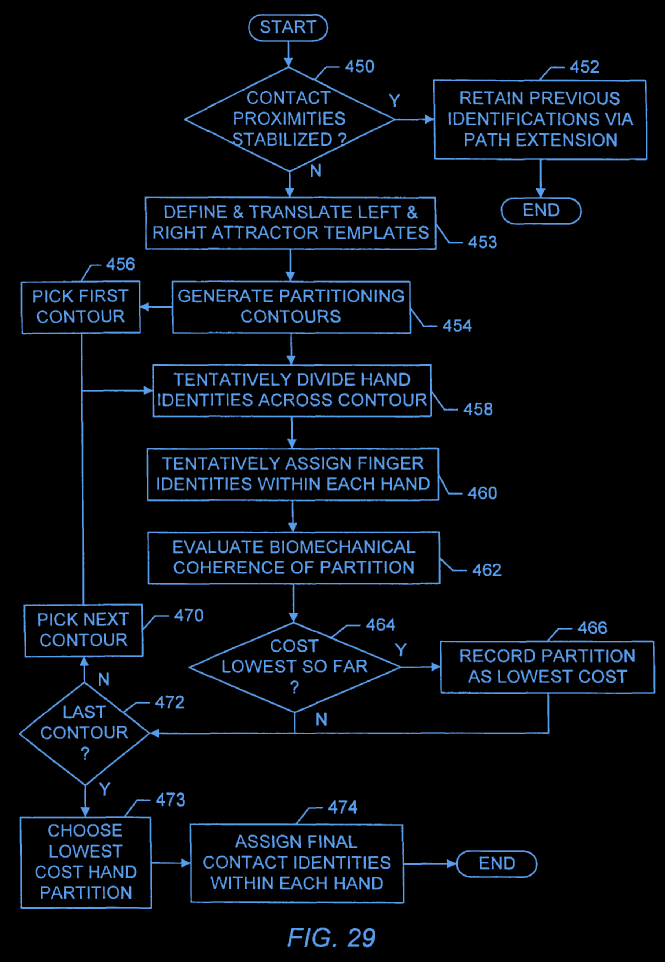 START
450
CONTACT
PROXIMITIES
STABILIZED ?
Y
N
452
RETAIN PREVIOUS
IDENTIFICATIONS VIA
PATH EXTENSION
END
DEFINE & TRANSLATE LEFT &
RIGHT ATTRACTOR TEMPLATES
453
456
PICK FIRST
CONTOUR
GENERATE PARTITIONING
CONTOURS
454
TENTATIVELY DIVIDE HAND
IDENTITIES ACROSS CONTOUR
458
TENTATIVELY ASSIGN FINGER
IDENTITIES WITHIN EACH HAND
460
EVALUATE BIOMECHANICAL
COHERENCE OF PARTITION
462
PICK NEXT
CONTOUR
470
464
COST
LOWEST SO FAR
?
Y
N
466
RECORD PARTITION
AS LOWEST COST
N
472
LAST
CONTOUR
?
Y
473
CHOOSE
LOWEST
COST HAND
PARTITION
474
ASSIGN FINAL
CONTACT IDENTITIES
WITHIN EACH HAND
END
FIG. 29